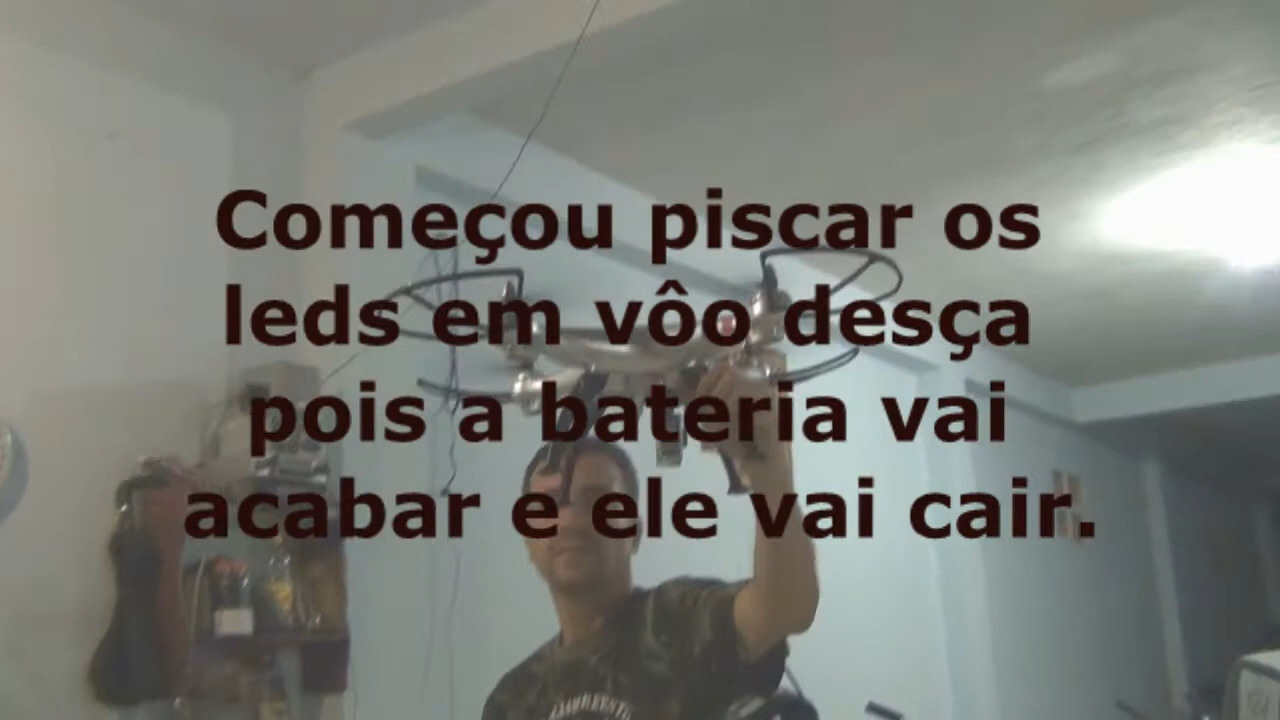 Começou piscar os
leds em vôo desça
pois a bateria vai
acabar e ele vai cair.